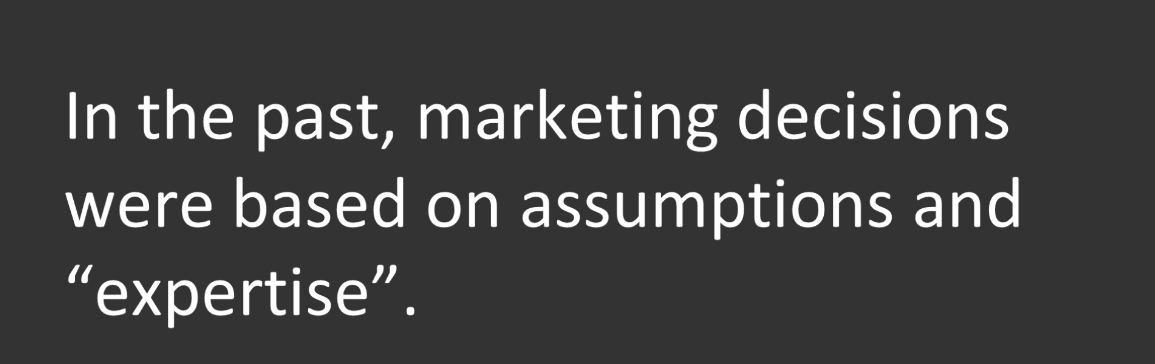 In the past, marketing decisions
were based on assumptions and
“expertise”.